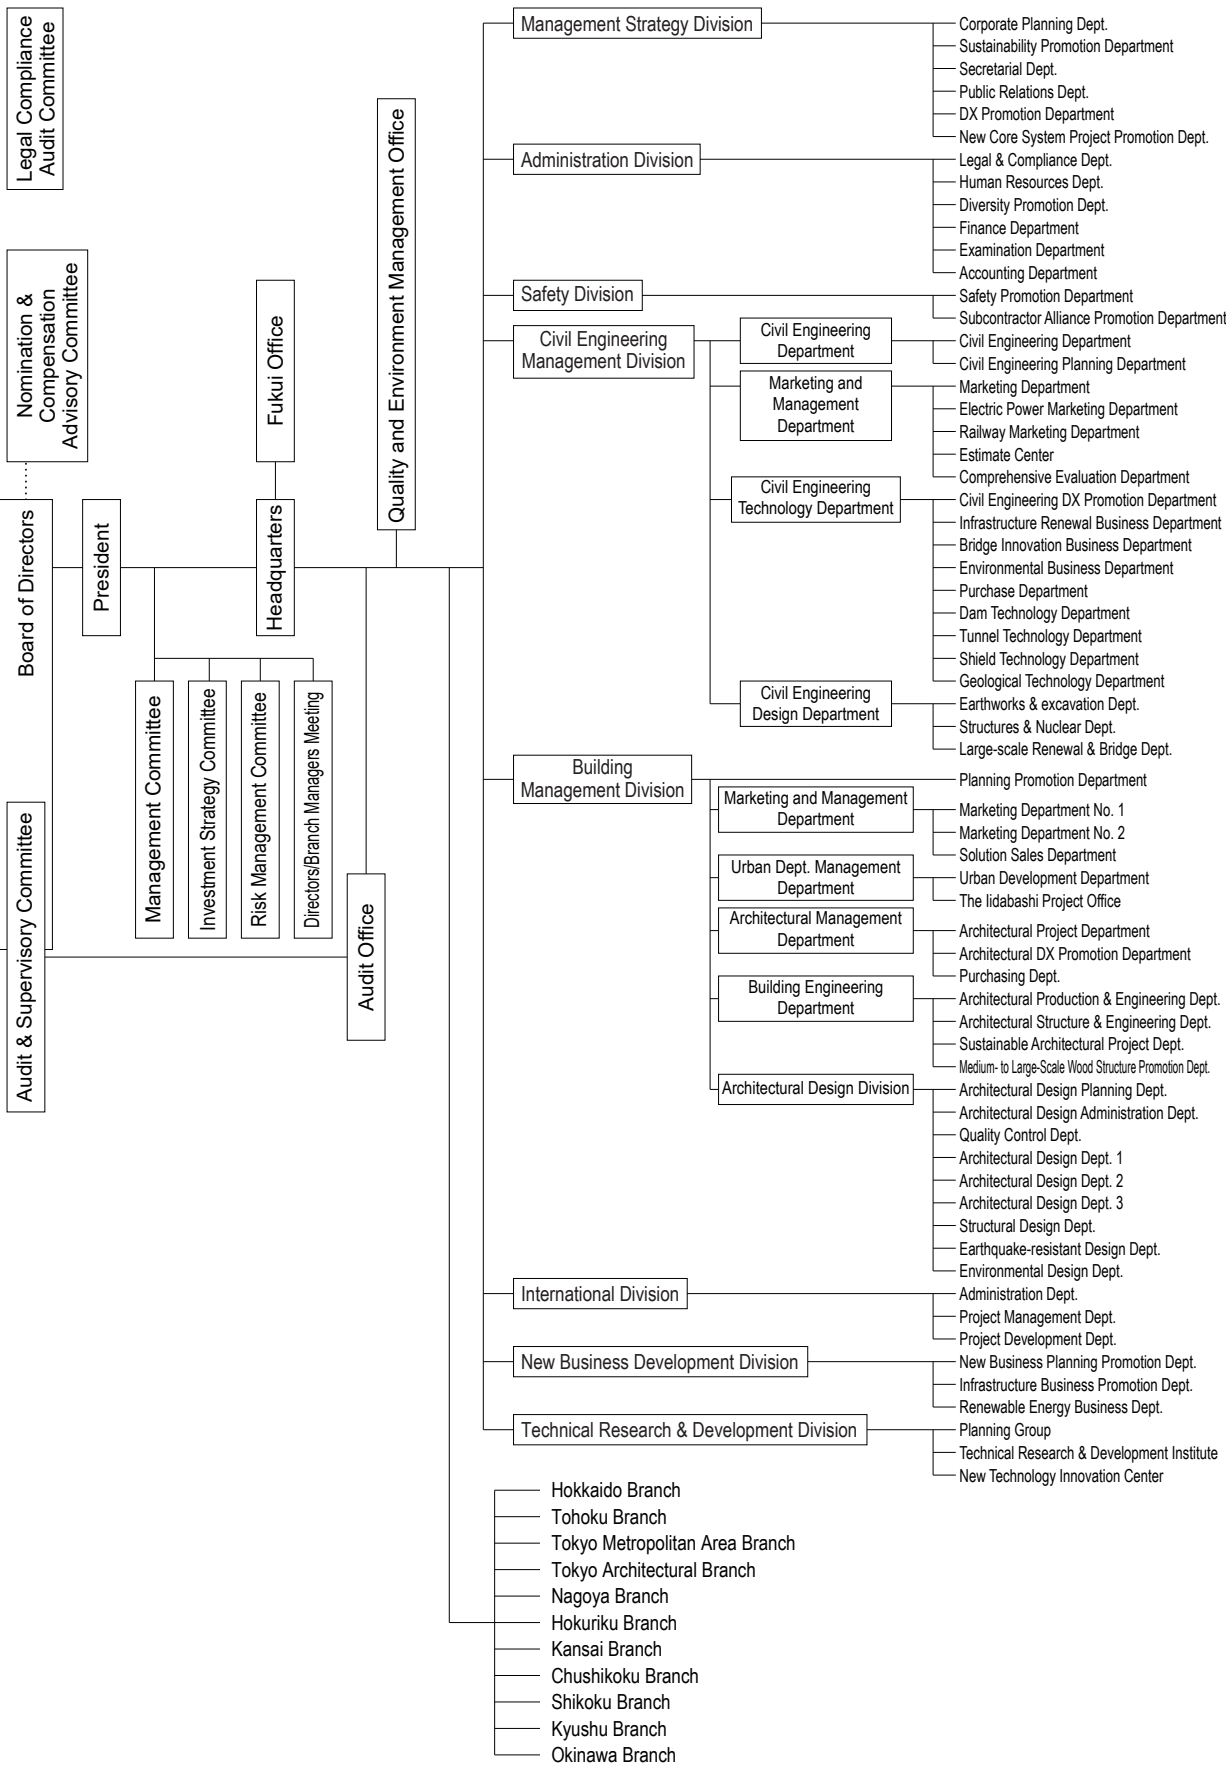 Legal Compliance
Audit Committee
Nomination &
Compensation
Advisory Committee
Board of Directors
Audit & Supervisory Committee
President
Management Committee
Investment Strategy Committee
Risk Management Committee
Directors/Branch Managers Meeting
Fukui Office
Headquarters
Audit Office
Quality and Environment Management Office
Management Strategy Division
Corporate Planning Dept.
Sustainability Promotion Department
Secretarial Dept.
Public Relations Dept.
DX Promotion Department
New Core System Project Promotion Dept.
Administration Division
Legal & Compliance Dept.
Human Resources Dept.
Diversity Promotion Dept.
Finance Department
Examination Department
Accounting Department
Safety Division
Safety Promotion Department
Subcontractor Alliance Promotion Department
Civil Engineering
Management Division
Civil Engineering
Department
Civil Engineering Department
Civil Engineering Planning Department
Marketing and
Management
Department
Marketing Department
Electric Power Marketing Department
Railway Marketing Department
Estimate Center
Comprehensive Evaluation Department
Civil Engineering
Technology Department
Civil Engineering DX Promotion Department
Infrastructure Renewal Business Department
Bridge Innovation Business Department
Environmental Business Department
Purchase Department
Dam Technology Department
Tunnel Technology Department
Shield Technology Department
Geological Technology Department
Civil Engineering
Design Department
Earthworks & excavation Dept.
Structures & Nuclear Dept.
Large-scale Renewal & Bridge Dept.
Building
Management Division
Planning Promotion Department
Marketing and Management
Department
Marketing Department No. 1
Marketing Department No. 2
Solution Sales Department
Urban Dept. Management
Department
Urban Development Department
The Iidabashi Project Office
Architectural Management
Department
Architectural Project Department
Architectural DX Promotion Department
Purchasing Dept.
Building Engineering
Department
Architectural Production & Engineering Dept.
Architectural Structure & Engineering Dept.
Sustainable Architectural Project Dept.
Medium- to Large-Scale Wood Structure Promotion Dept.
Architectural Design Division
Architectural Design Planning Dept.
Architectural Design Administration Dept.
Quality Control Dept.
Architectural Design Dept. 1
Architectural Design Dept. 2
Architectural Design Dept. 3
Structural Design Dept.
Earthquake-resistant Design Dept.
Environmental Design Dept.
International Division
Administration Dept.
Project Management Dept.
Project Development Dept.
New Business Development Division
New Business Planning Promotion Dept.
Infrastructure Business Promotion Dept.
Renewable Energy Business Dept.
Technical Research & Development Division
Planning Group
Technical Research & Development Institute
New Technology Innovation Center
Hokkaido Branch
Tohoku Branch
Tokyo Metropolitan Area Branch
Tokyo Architectural Branch
Nagoya Branch
Hokuriku Branch
Kansai Branch
Chushikoku Branch
Shikoku Branch
Kyushu Branch
Okinawa Branch